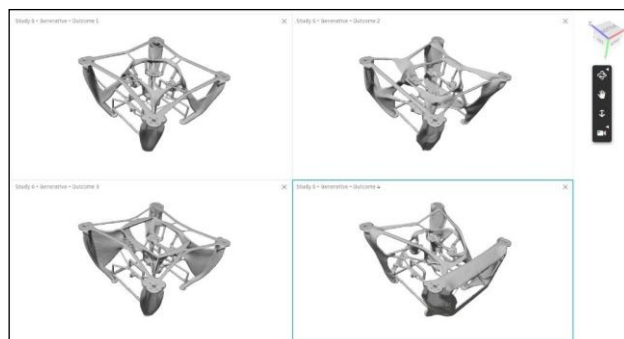 Study 6 • Generative • Outcome 1
Study 6 • Generative • Outcome 2
Study 6 • Generative • Outcome 3
Study 6 • Generative • Outcome 4